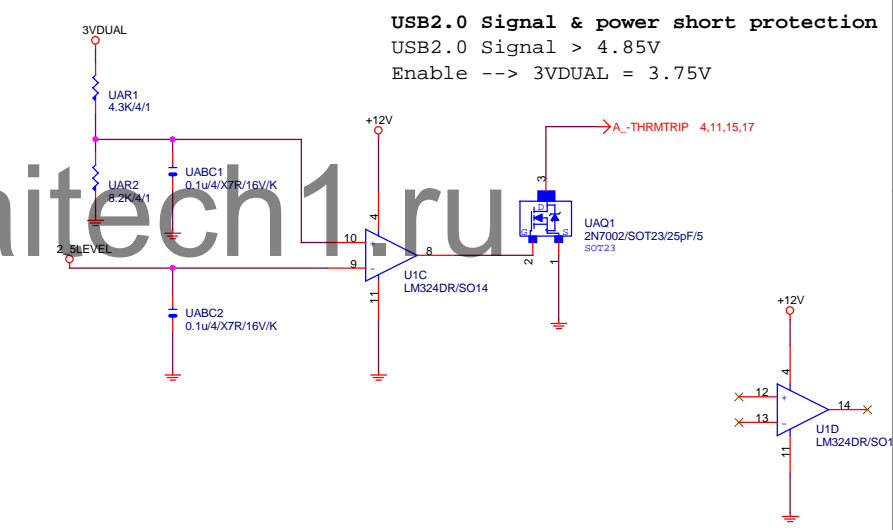 USB2.0 Signal & power short protection
USB2.0 Signal > 4.85V
Enable --> 3VDUAL = 3.75V
3VDUAL
UAR1
4.3K/4/1
+12V
A_-THRMTRIP 4,11,15,17
UABC1
0.1u/4/X7R/16V/K
UAR2
8.2K/4/1
aitech1.ru
3
D
G
S
UAQ1
2N7002/SOT23/25pF/5
SOT23
2
1
4
10
+
8
9
-
U1C
LM324DR/SO14
11
2_5LEVEL
UABC2
0.1u/4/X7R/16V/K
+12V
4
12
+
14
13
-
U1D
LM324DR/SO1
11